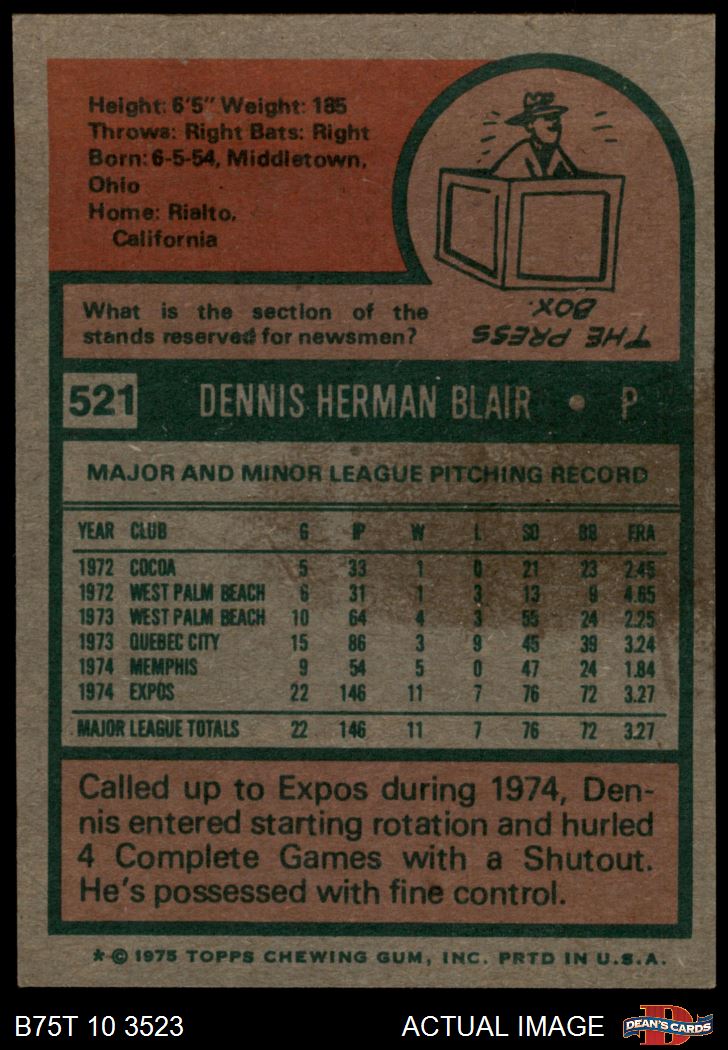 Height: 6'5" Weight: 185
Throws: Right Bats: Right
Born: 6-5-54, Middletown,
Ohio
Home: Rialto,
California
What is the section of the
stands reserved for newsmen?
THE PRESS
BOX.
521 DENNIS HERMAN BLAIR • P
MAJOR AND MINOR LEAGUE PITCHING RECORD
YEAR CLUB G IP W L SO BB ERA
1972 COCOA 5 33 1 0 21 23 2.45
1972 WEST PALM BEACH 6 31 1 3 13 9 4.65
1973 WEST PALM BEACH 10 64 4 3 55 24 2.25
1973 QUEBEC CITY 15 86 3 9 45 39 3.24
1974 MEMPHIS 9 54 5 0 47 24 1.84
1974 EXPOS 22 146 11 7 76 72 3.27
MAJOR LEAGUE TOTALS 22 146 11 7 76 72 3.27
Called up to Expos during 1974, Den-
nis entered starting rotation and hurled
4 Complete Games with a Shutout.
He's possessed with fine control.
* © 1975 TOPPS CHEWING GUM, INC. PRTD IN U.S.A.
B75T 10 3523 ACTUAL IMAGE DEAN'S CARDS